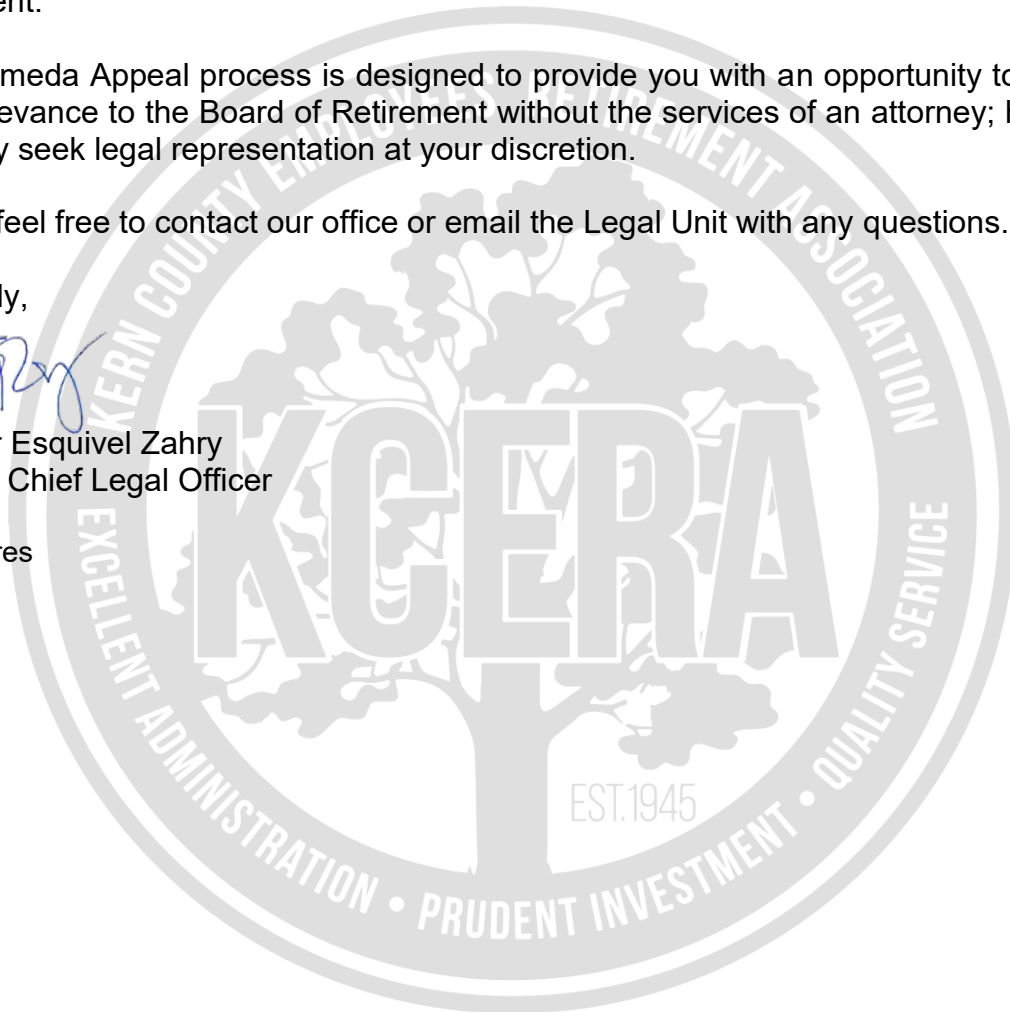 ent.
meda Appeal process is designed to provide you with an opportunity to
evance to the Board of Retirement without the services of an attorney;
y seek legal representation at your discretion.
feel free to contact our office or email the Legal Unit with any questions.
ly,
r Esquivel Zahry
Chief Legal Officer
res
KERN COUNTY EMPLOYEES' RETIREMENT ASSOCIATION
KCERA
EST.1945
EXCELLENT ADMINISTRATION • PRUDENT INVESTMENT • QUALITY SERVICE